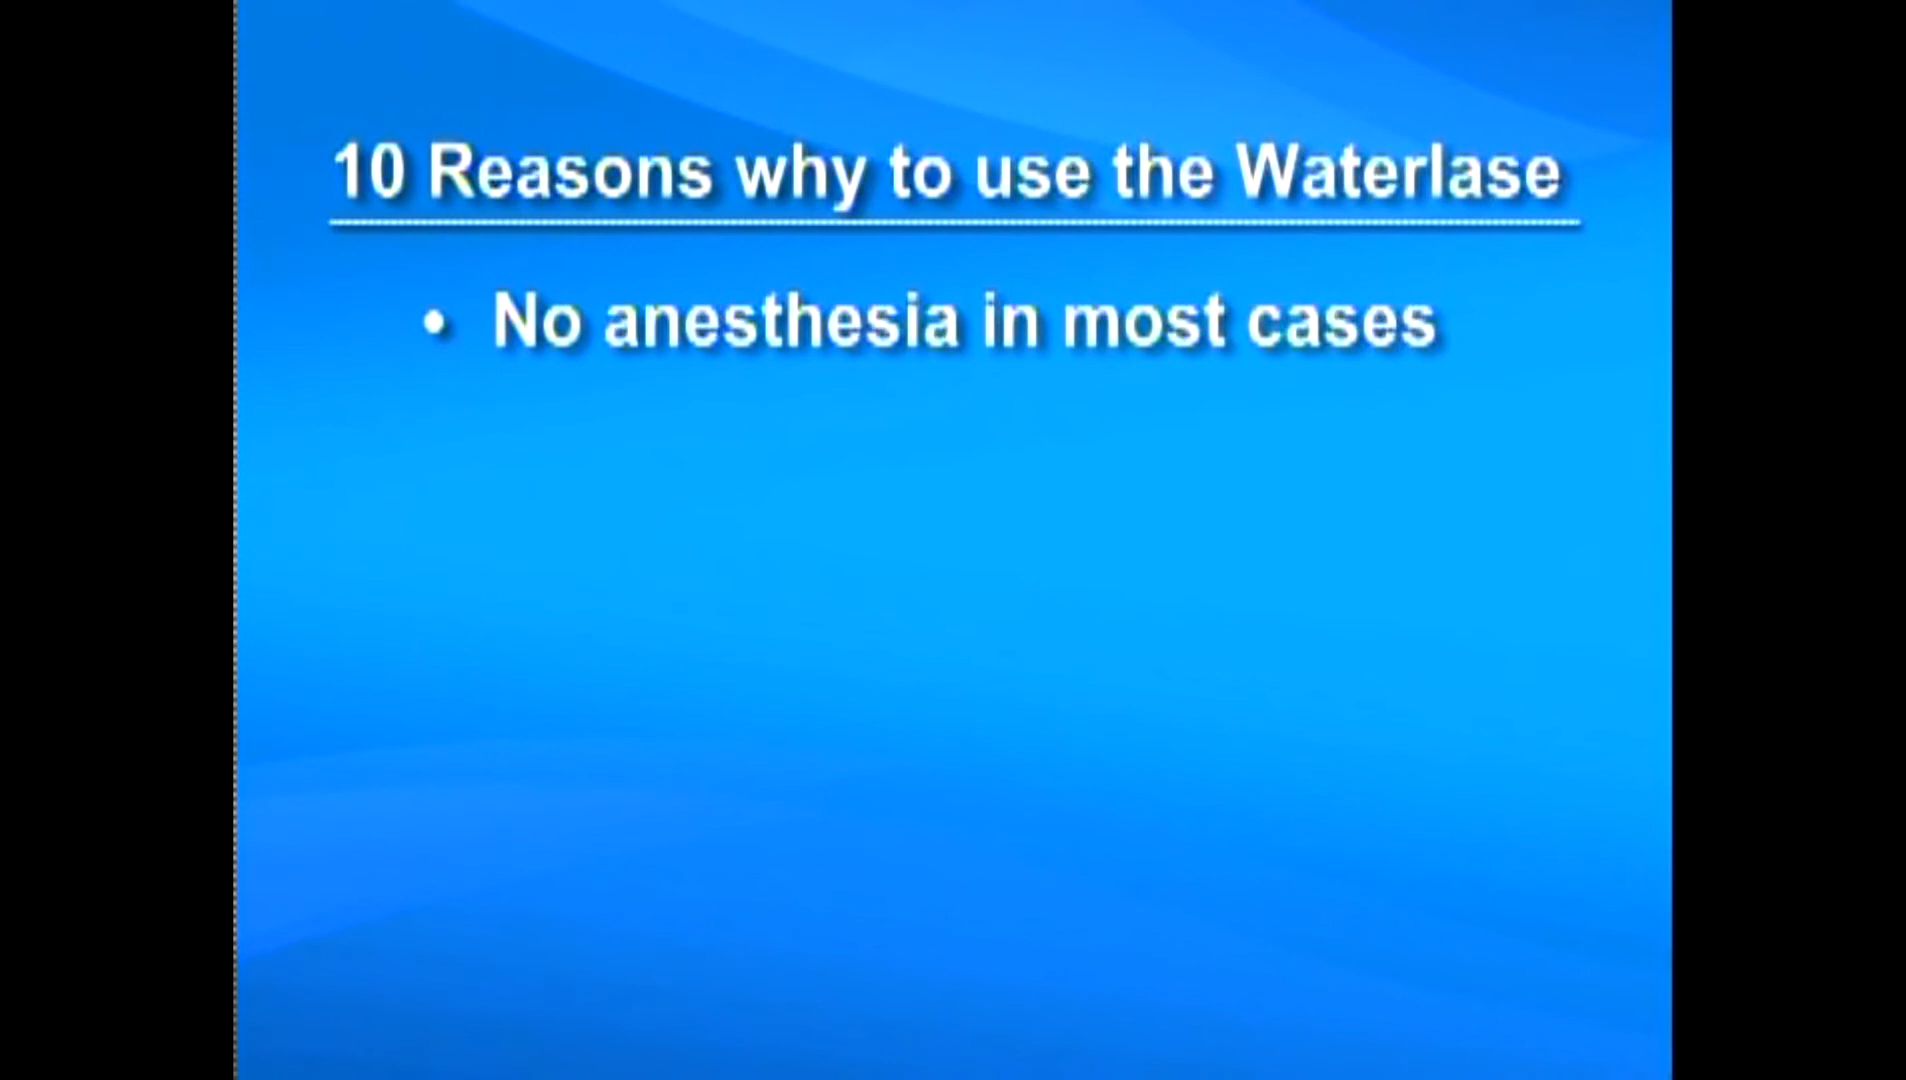 10 Reasons why to use the Waterlase
• No anesthesia in most cases